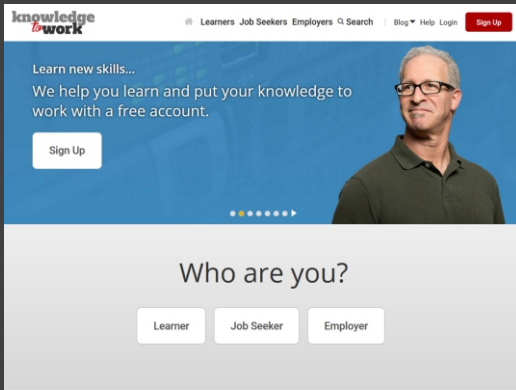 knowledge
to work
Learners Job Seekers Employers Search Blog Help Login Sign Up
Learn new skills...
We help you learn and put your knowledge to
work with a free account.
Sign Up
Who are you?
Learner Job Seeker Employer